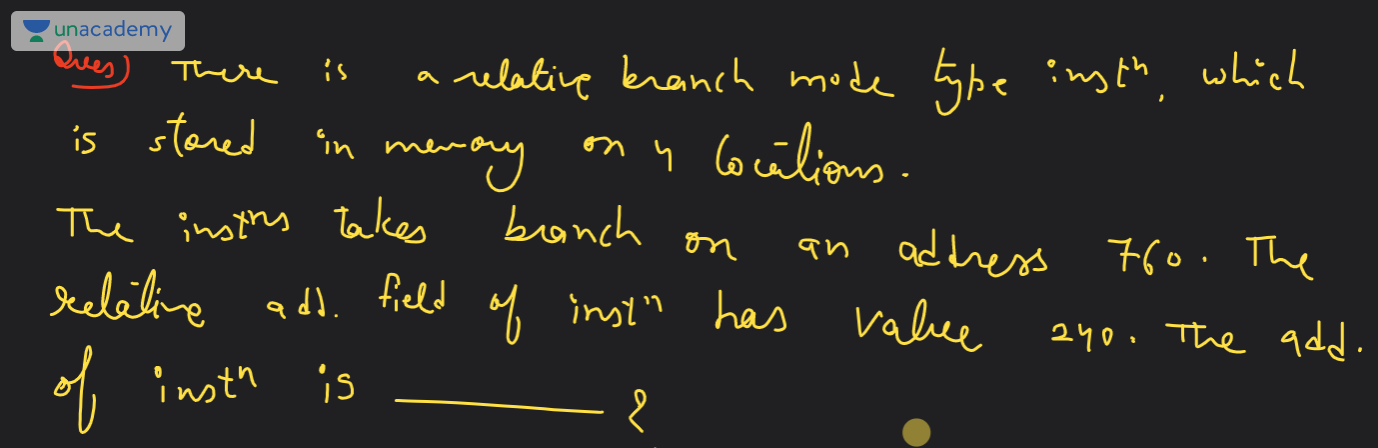 unacademy
Ques) There is a relative branch mode type instⁿ, which
is stored in memory on 4 locations.
The instⁿs takes branch on an address 760. The
relative add. field of instⁿ has value 240. The add.
of instⁿ is ________ ?